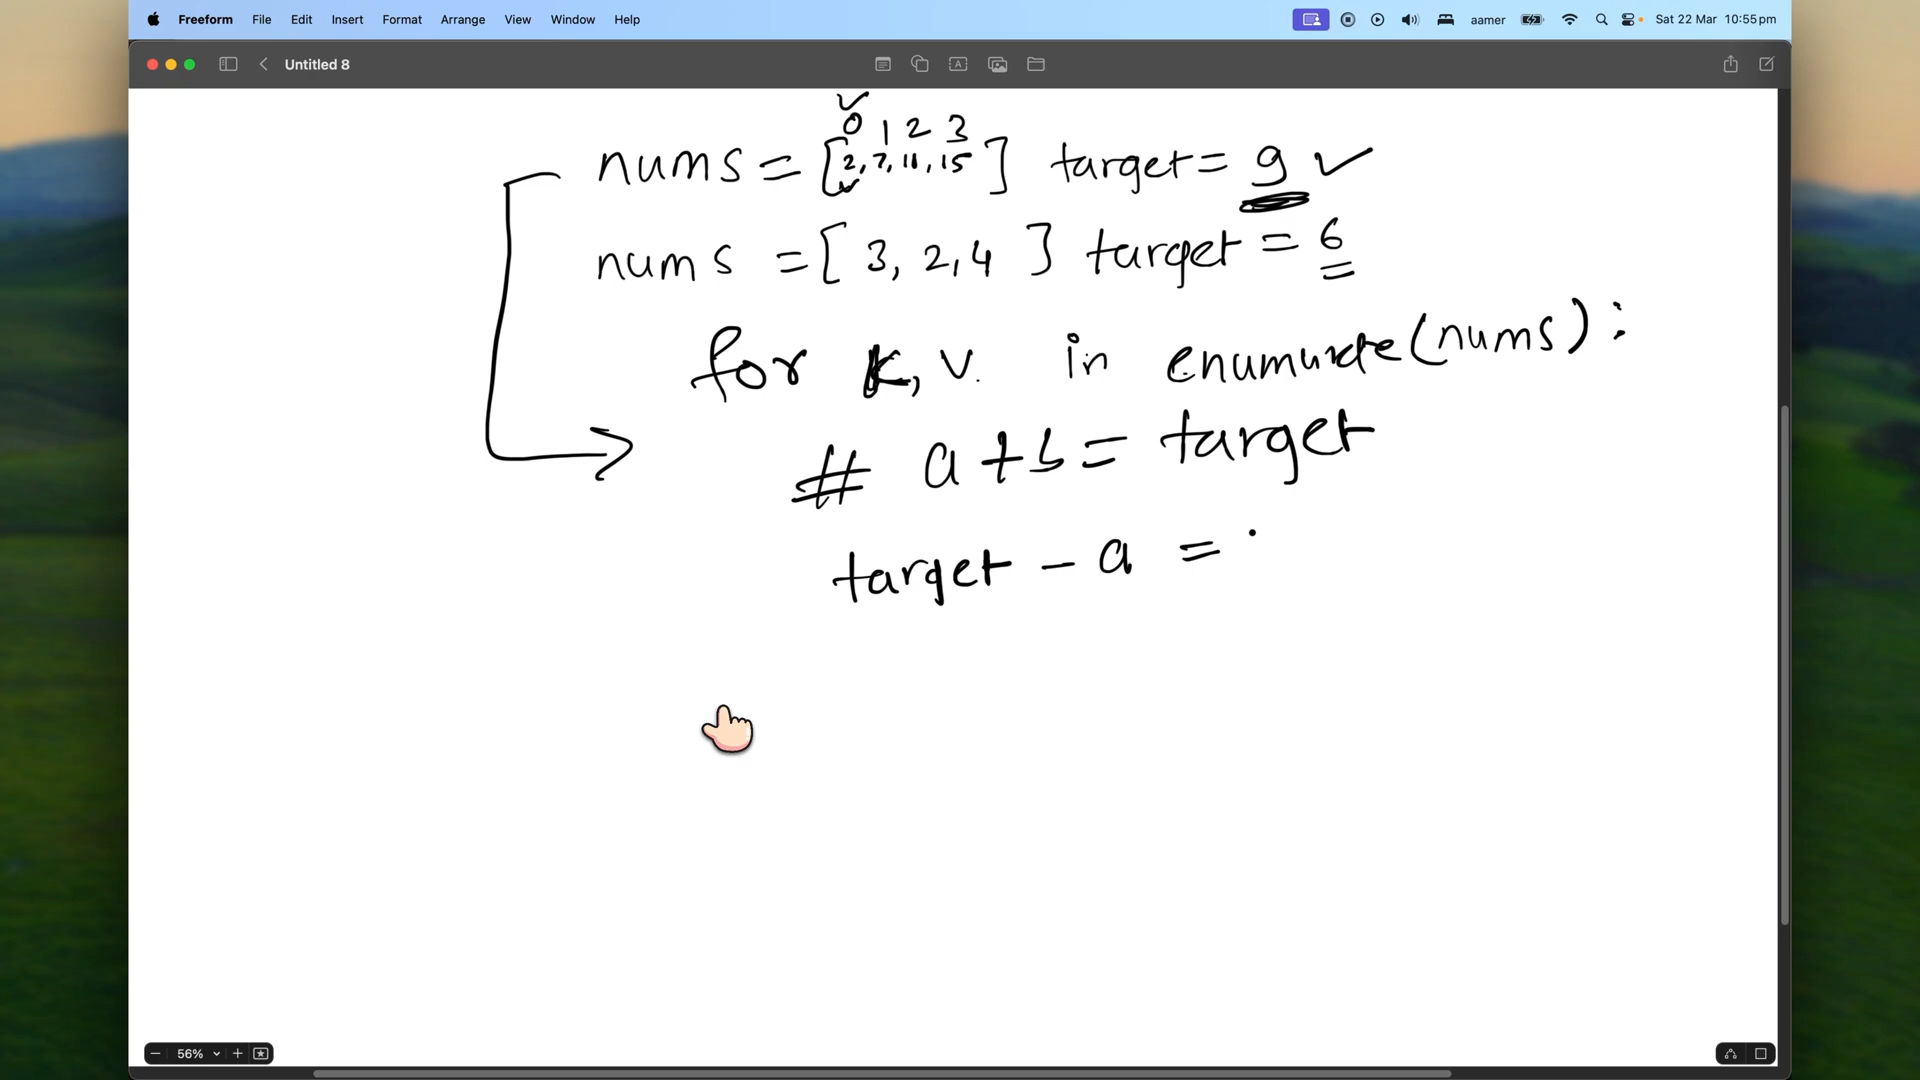 Freeform File Edit Insert Format Arrange View Window Help aamer Sat 22 Mar 10:55pm
Untitled 8
0 1 2 3
nums = [2,7,11,15] target = 9
nums = [3, 2,4] target = 6
for k, v. in enumurate(nums):
# a + b = target
target - a =
56%